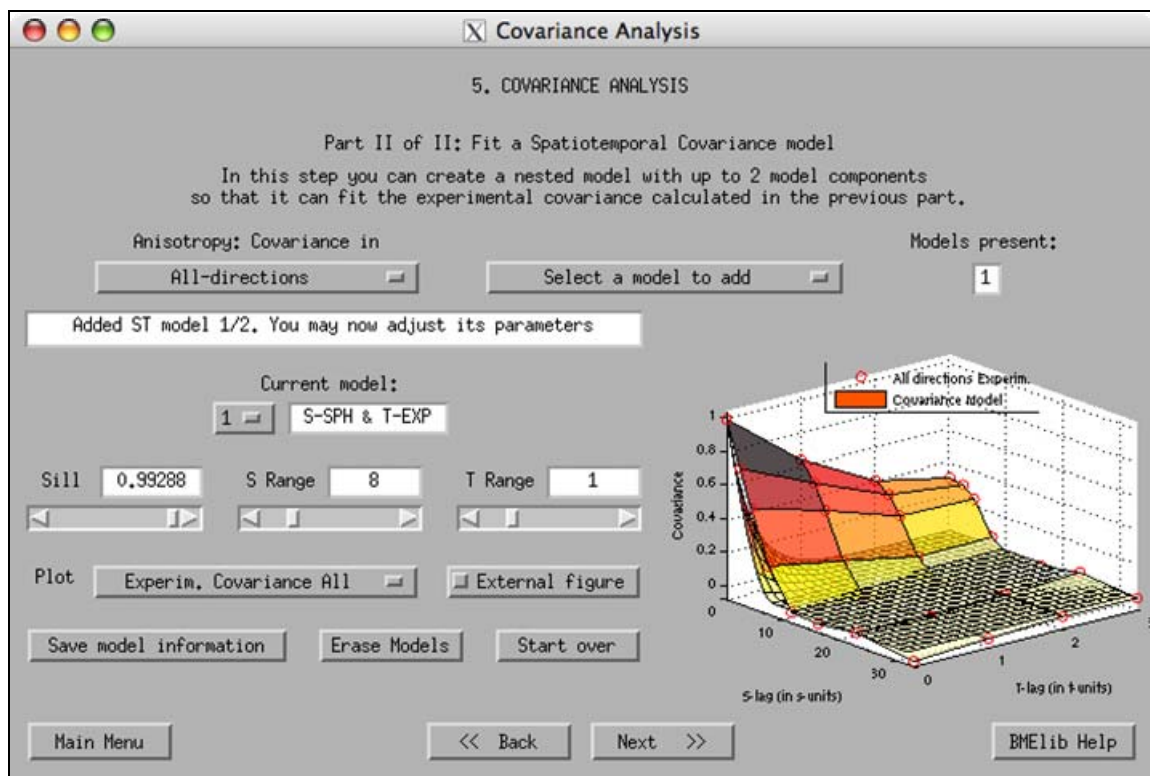 X Covariance Analysis
5. COVARIANCE ANALYSIS
Part II of II: Fit a Spatiotemporal Covariance model
In this step you can create a nested model with up to 2 model components
so that it can fit the experimental covariance calculated in the previous part.
Anisotropy: Covariance in
Models present:
All-directions
Select a model to add
1
Added ST model 1/2. You may now adjust its parameters
Current model:
1
S-SPH & T-EXP
Sill 0.99288 S Range 8 T Range 1
Plot Experim. Covariance All External figure
Save model information Erase Models Start over
All directions Experim.
Covariance Model
Covariance
1
0.8
0.6
0.4
0.2
0
0
10
20
30
0
1
2
S-lag (in s-units)
T-lag (in t-units)
Main Menu << Back Next >> BMElib Help